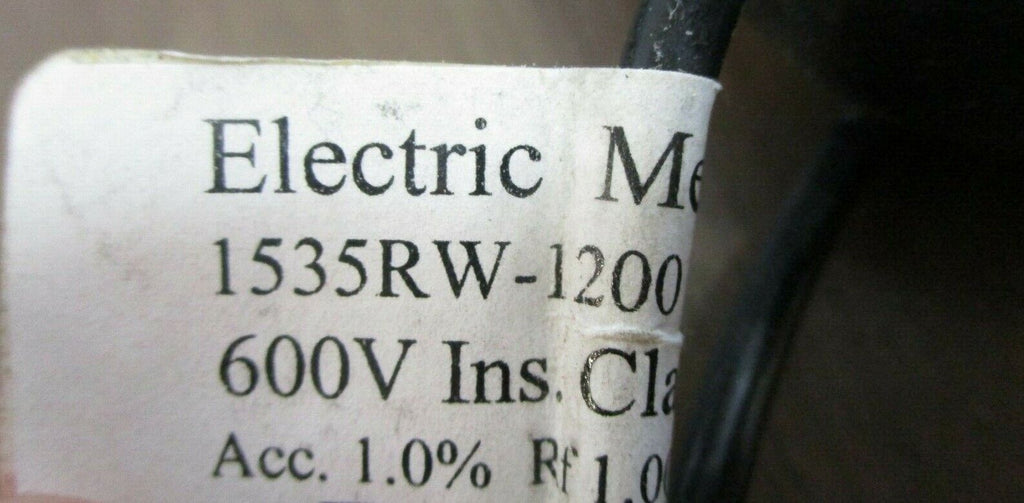 Electric Me
1535RW-1200
600V Ins. Cla
Acc. 1.0% Rf 1.0